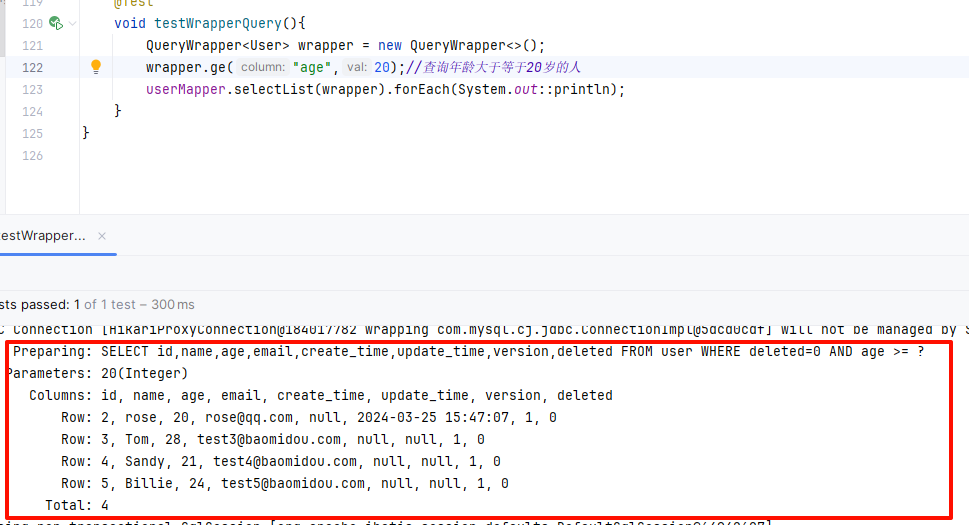 119 @Test
120 void testWrapperQuery(){
121 QueryWrapper<User> wrapper = new QueryWrapper<>();
122 wrapper.ge( column: "age", val: 20);//查询年龄大于等于20岁的人
123 userMapper.selectList(wrapper).forEach(System.out::println);
124 }
125 }
126
estWrapper... ×
sts passed: 1 of 1 test – 300 ms
C Connection [HikariProxyConnection@184017782 wrapping com.mysql.cj.jdbc.ConnectionImpl@5dcd0cdf] will not be managed by S
Preparing: SELECT id,name,age,email,create_time,update_time,version,deleted FROM user WHERE deleted=0 AND age >= ?
Parameters: 20(Integer)
Columns: id, name, age, email, create_time, update_time, version, deleted
Row: 2, rose, 20, rose@qq.com, null, 2024-03-25 15:47:07, 1, 0
Row: 3, Tom, 28, test3@baomidou.com, null, null, 1, 0
Row: 4, Sandy, 21, test4@baomidou.com, null, null, 1, 0
Row: 5, Billie, 24, test5@baomidou.com, null, null, 1, 0
Total: 4